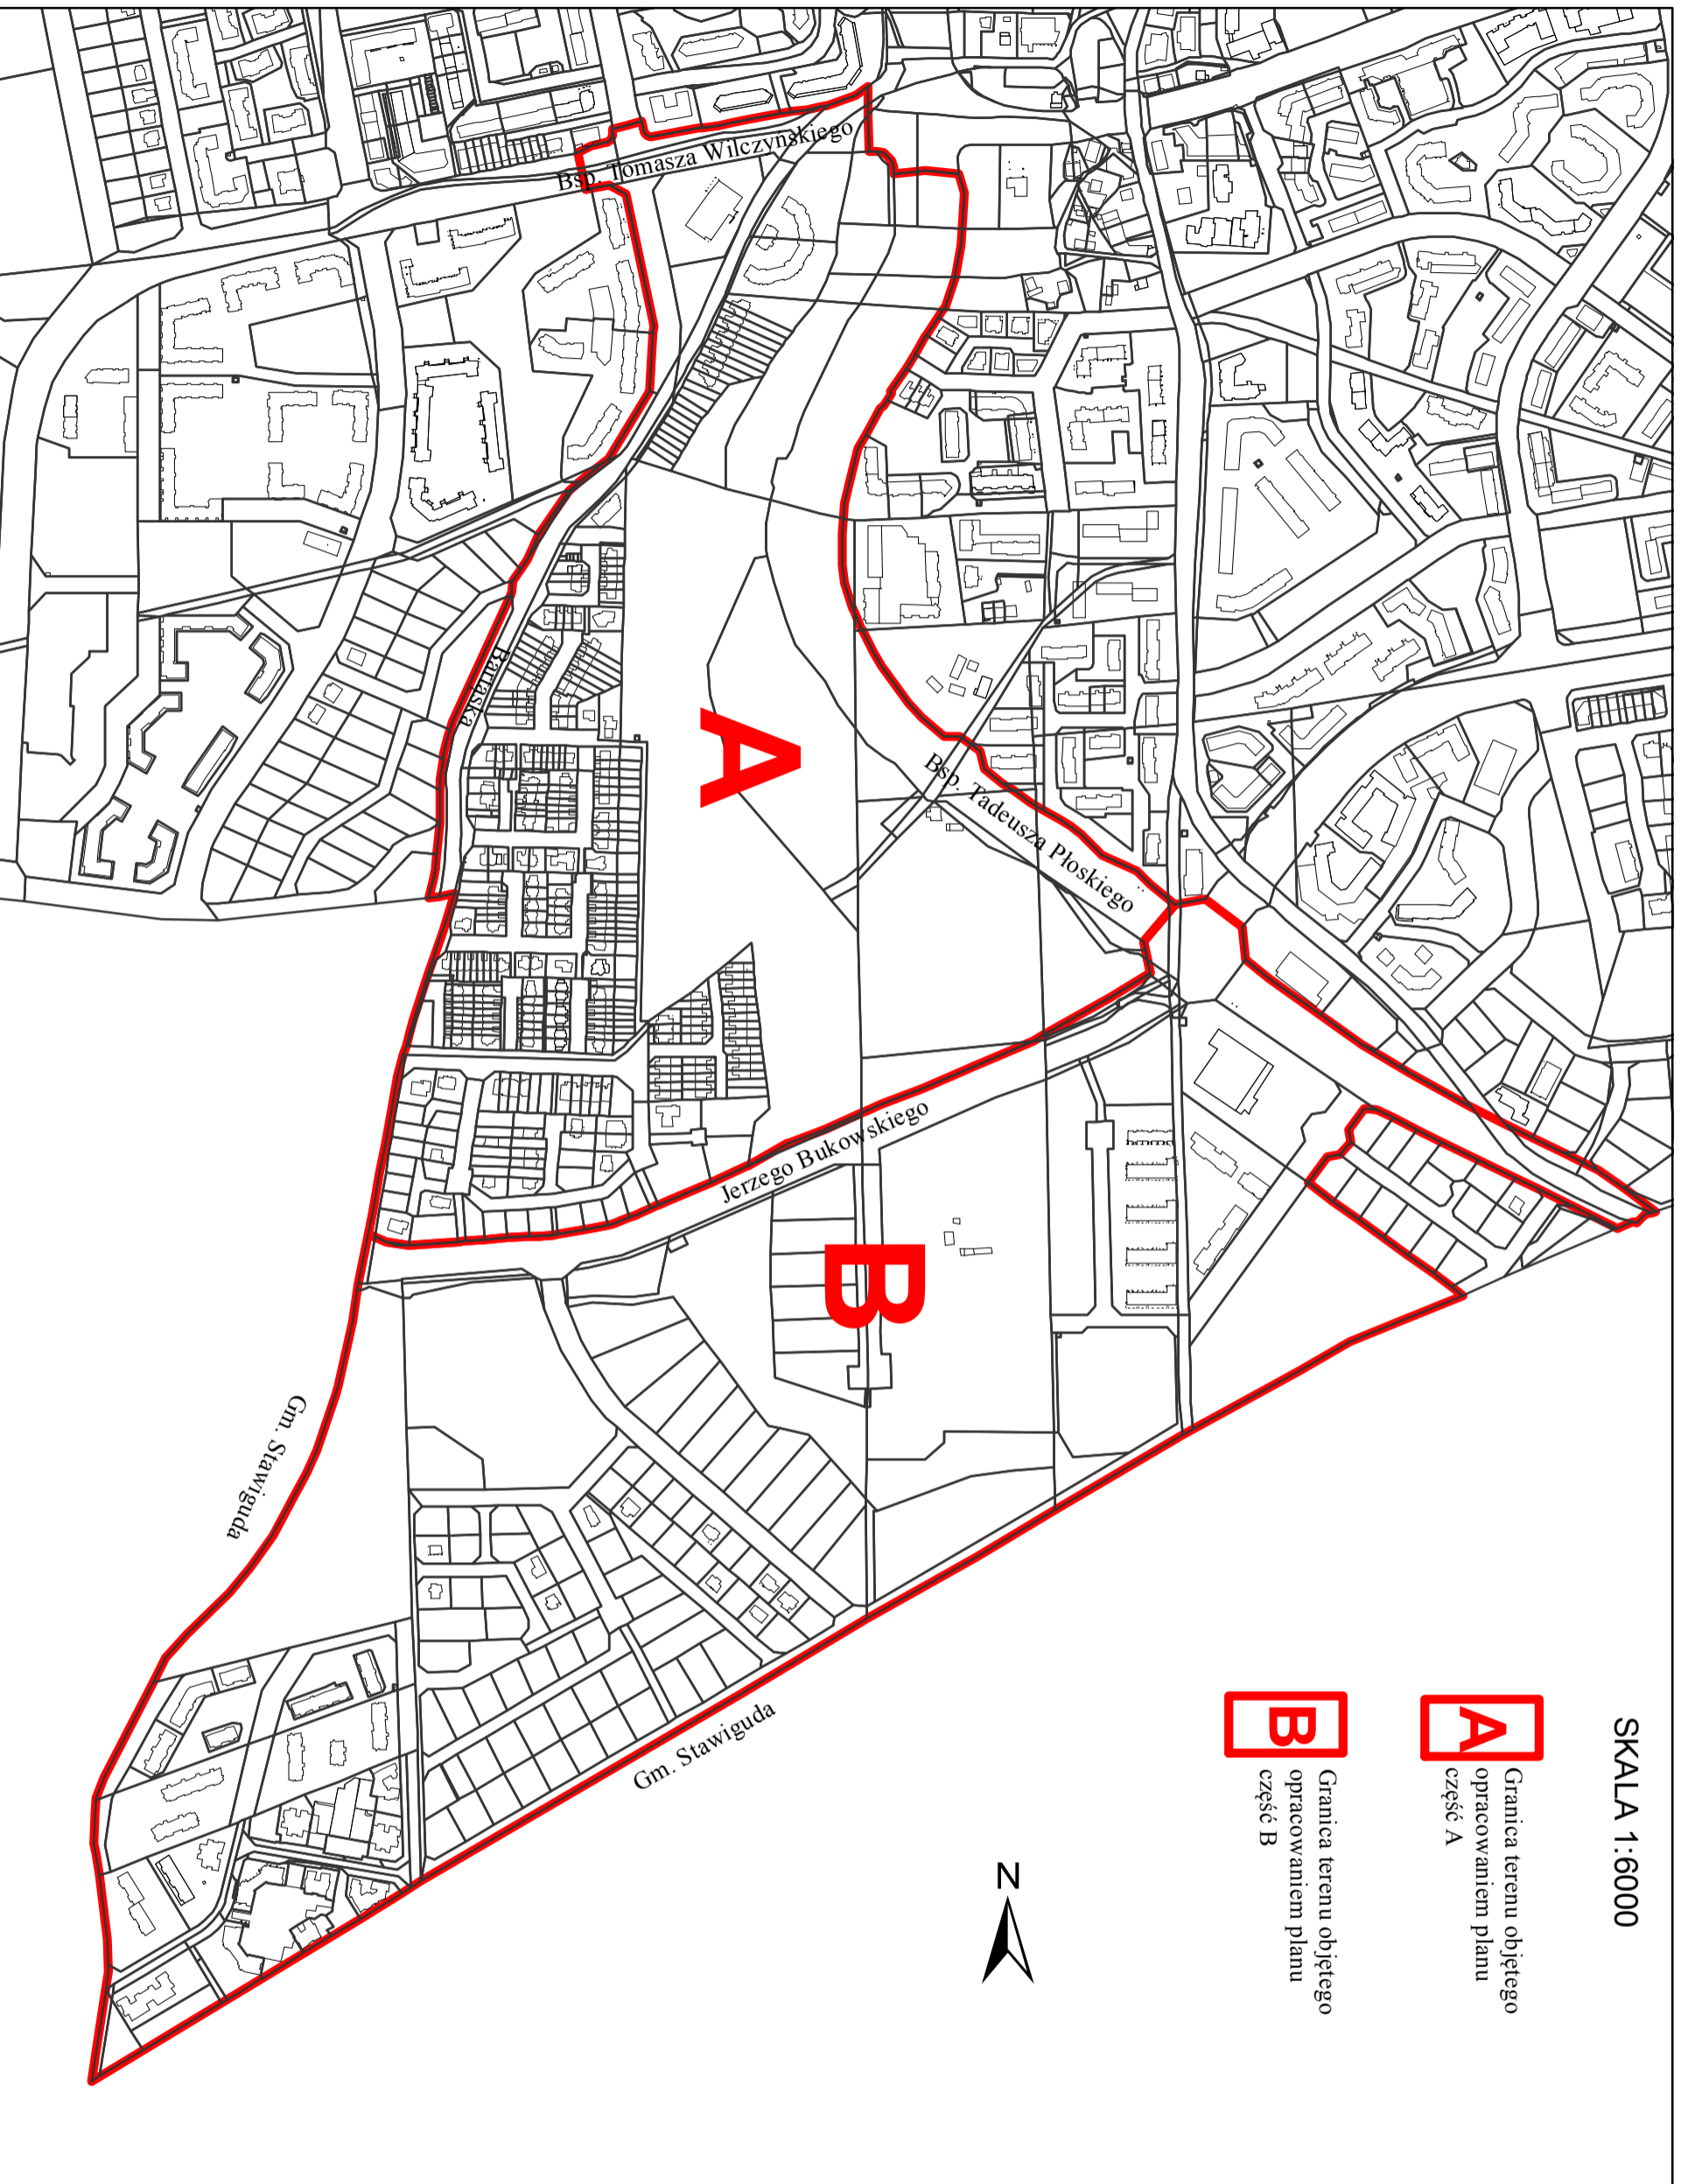 SKALA 1:6000
A
Granica terenu objętego
opracowaniem planu
część A
B
Granica terenu objętego
opracowaniem planu
część B
N
Bsp. Tomasza Wilczyńskiego
Bsp. Tadeusza Płoskiego
Bartąska
A
Jerzego Bukowskiego
B
Gm. Stawiguda
Gm. Stawiguda